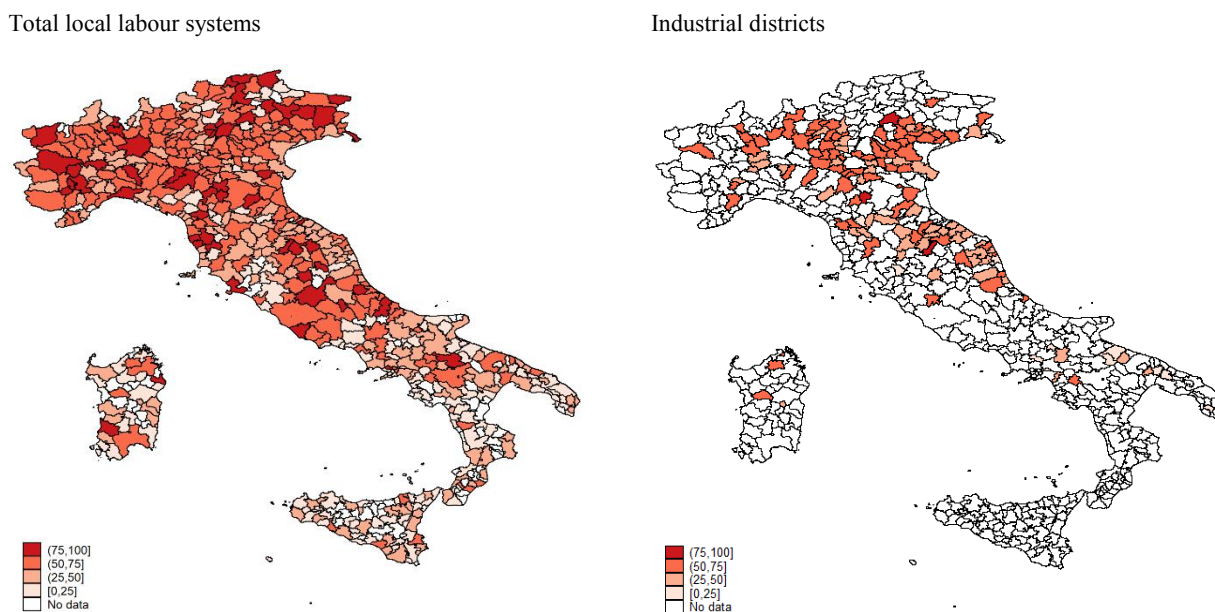 Total local labour systems
Industrial districts
(75,100]
(50,75]
(25,50]
[0,25]
No data
(75,100]
(50,75]
(25,50]
[0,25]
No data